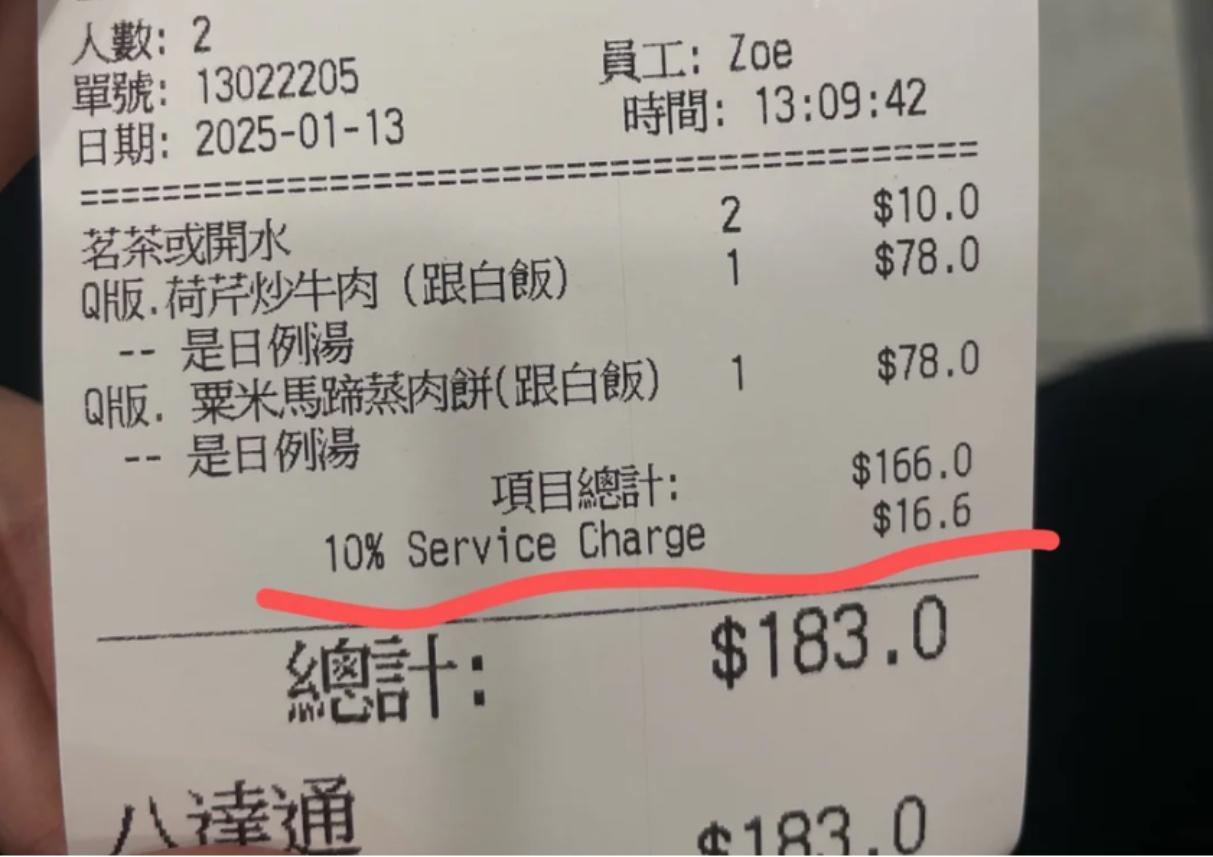 人數: 2
單號: 13022205 員工: Zoe
日期: 2025-01-13 時間: 13:09:42
==========================================
茗茶或開水 2 $10.0
Q版.荷芹炒牛肉 (跟白飯) 1 $78.0
-- 是日例湯
Q版. 粟米馬蹄蒸肉餅(跟白飯) 1 $78.0
-- 是日例湯
項目總計: $166.0
10% Service Charge $16.6
總計: $183.0
八達通 $183.0